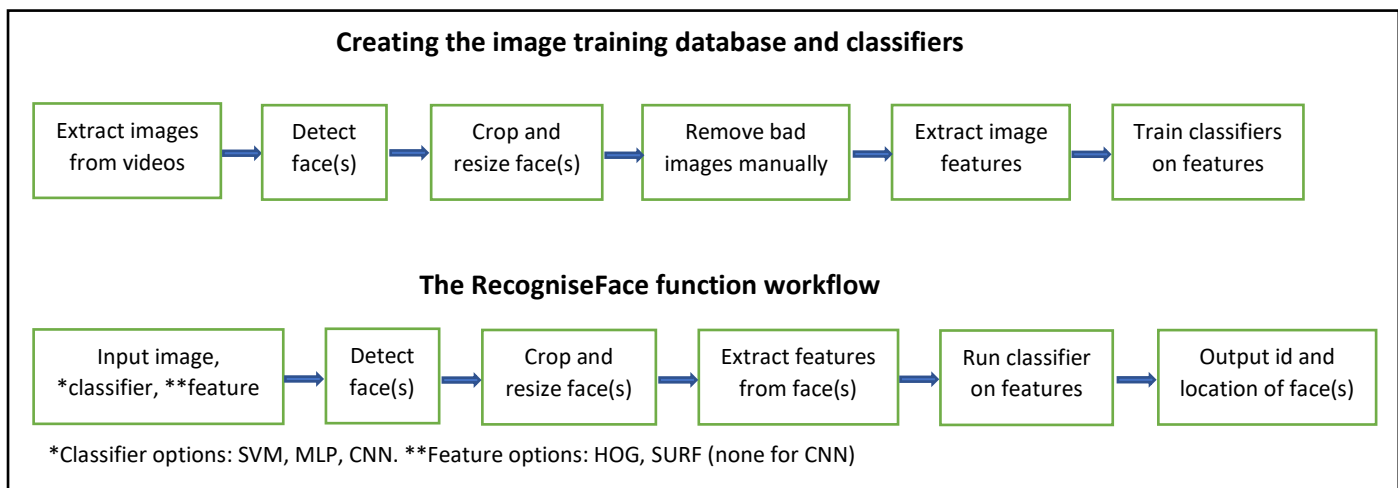 Creating the image training database and classifiers
Extract images
from videos
Detect
face(s)
Crop and
resize face(s)
Remove bad
images manually
Extract image
features
Train classifiers
on features
The RecogniseFace function workflow
Input image,
*classifier, **feature
Detect
face(s)
Crop and
resize face(s)
Extract features
from face(s)
Run classifier
on features
Output id and
location of face(s)
*Classifier options: SVM, MLP, CNN. **Feature options: HOG, SURF (none for CNN)